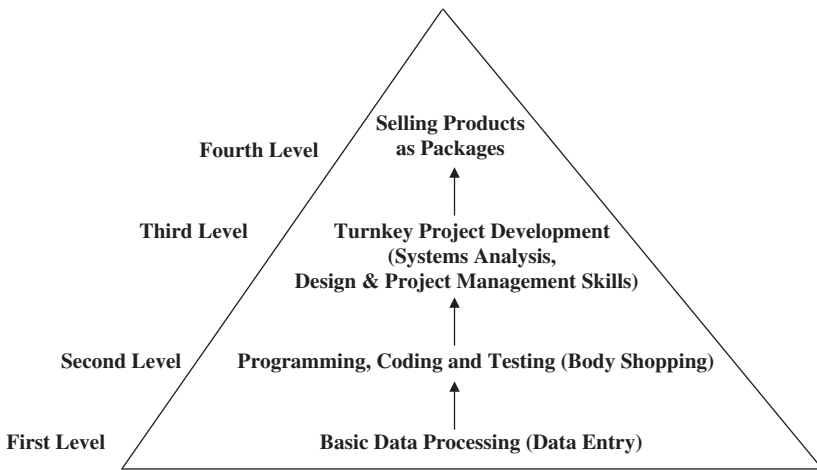 Selling Products
as Packages
Fourth Level
Third Level
Turnkey Project Development
(Systems Analysis,
Design & Project Management Skills)
Second Level
Programming, Coding and Testing (Body Shopping)
First Level
Basic Data Processing (Data Entry)